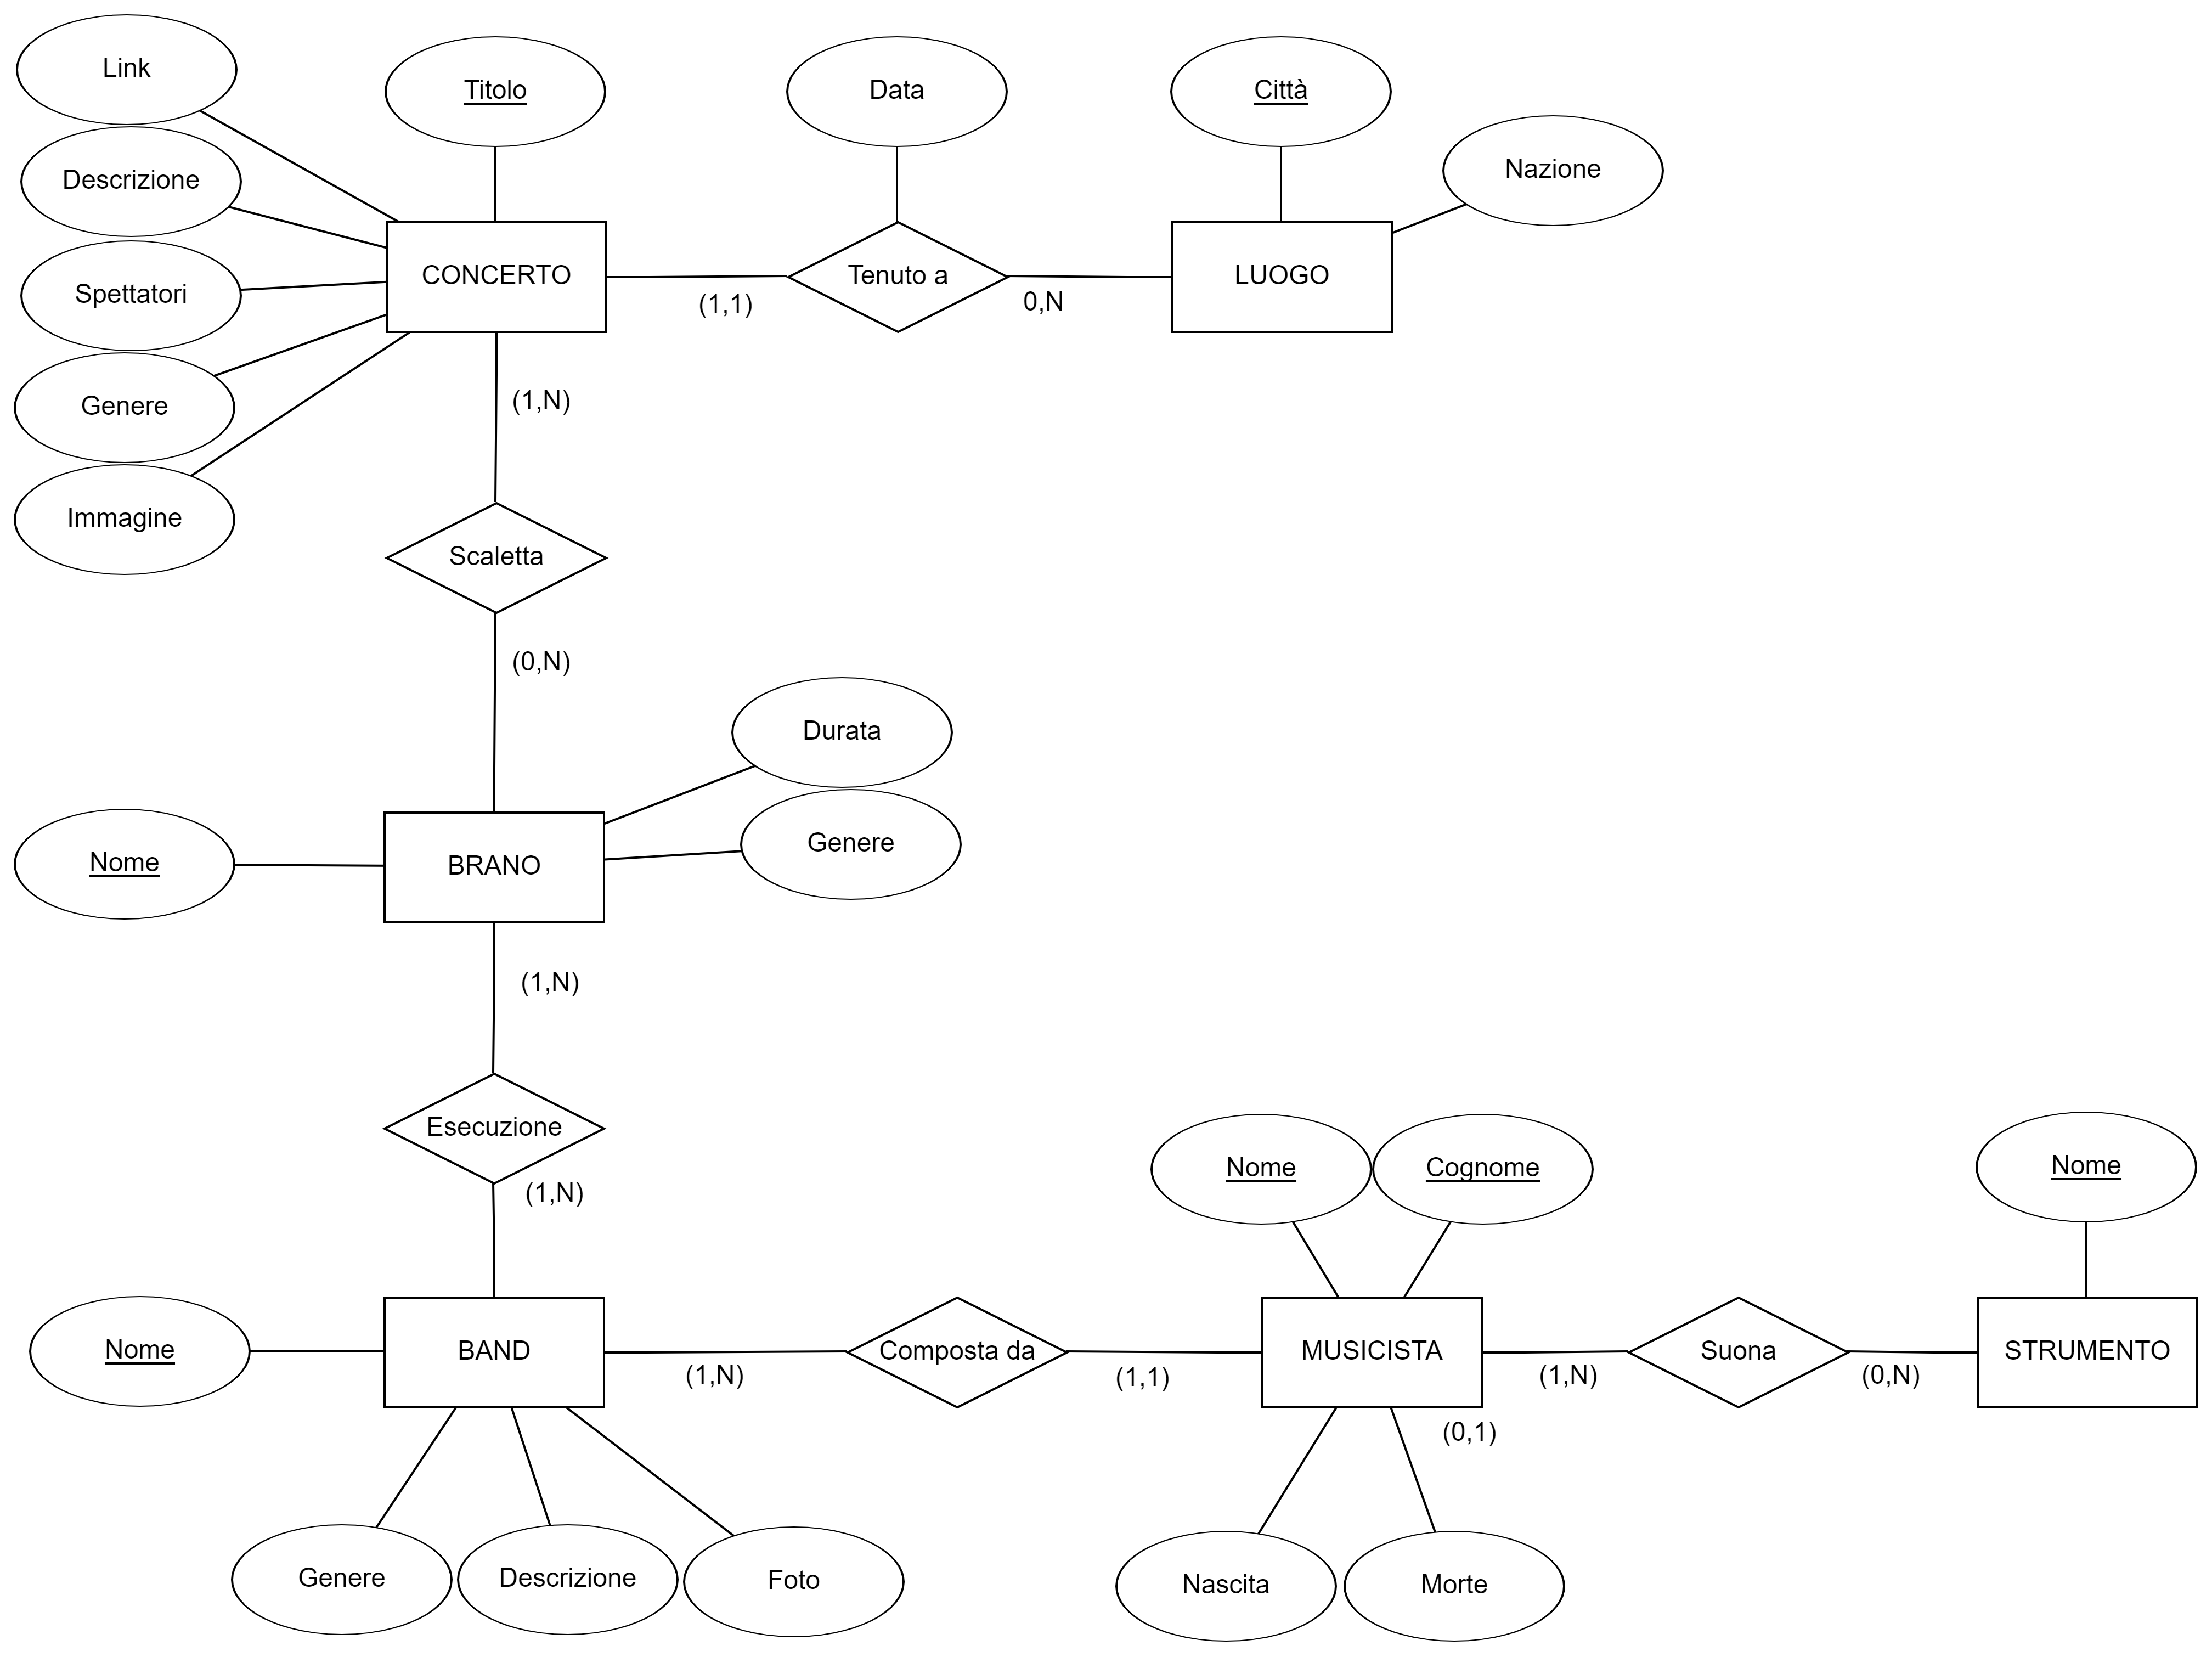 Link
Titolo
Data
Città
Nazione
Descrizione
Spettatori
CONCERTO
Tenuto a
LUOGO
(1,1)
0,N
Genere
(1,N)
Immagine
Scaletta
(0,N)
Durata
Genere
Nome
BRANO
(1,N)
Esecuzione
(1,N)
Nome
Cognome
Nome
Nome
BAND
Composta da
MUSICISTA
Suona
STRUMENTO
(1,N)
(1,1)
(1,N)
(0,N)
(0,1)
Genere
Descrizione
Foto
Nascita
Morte